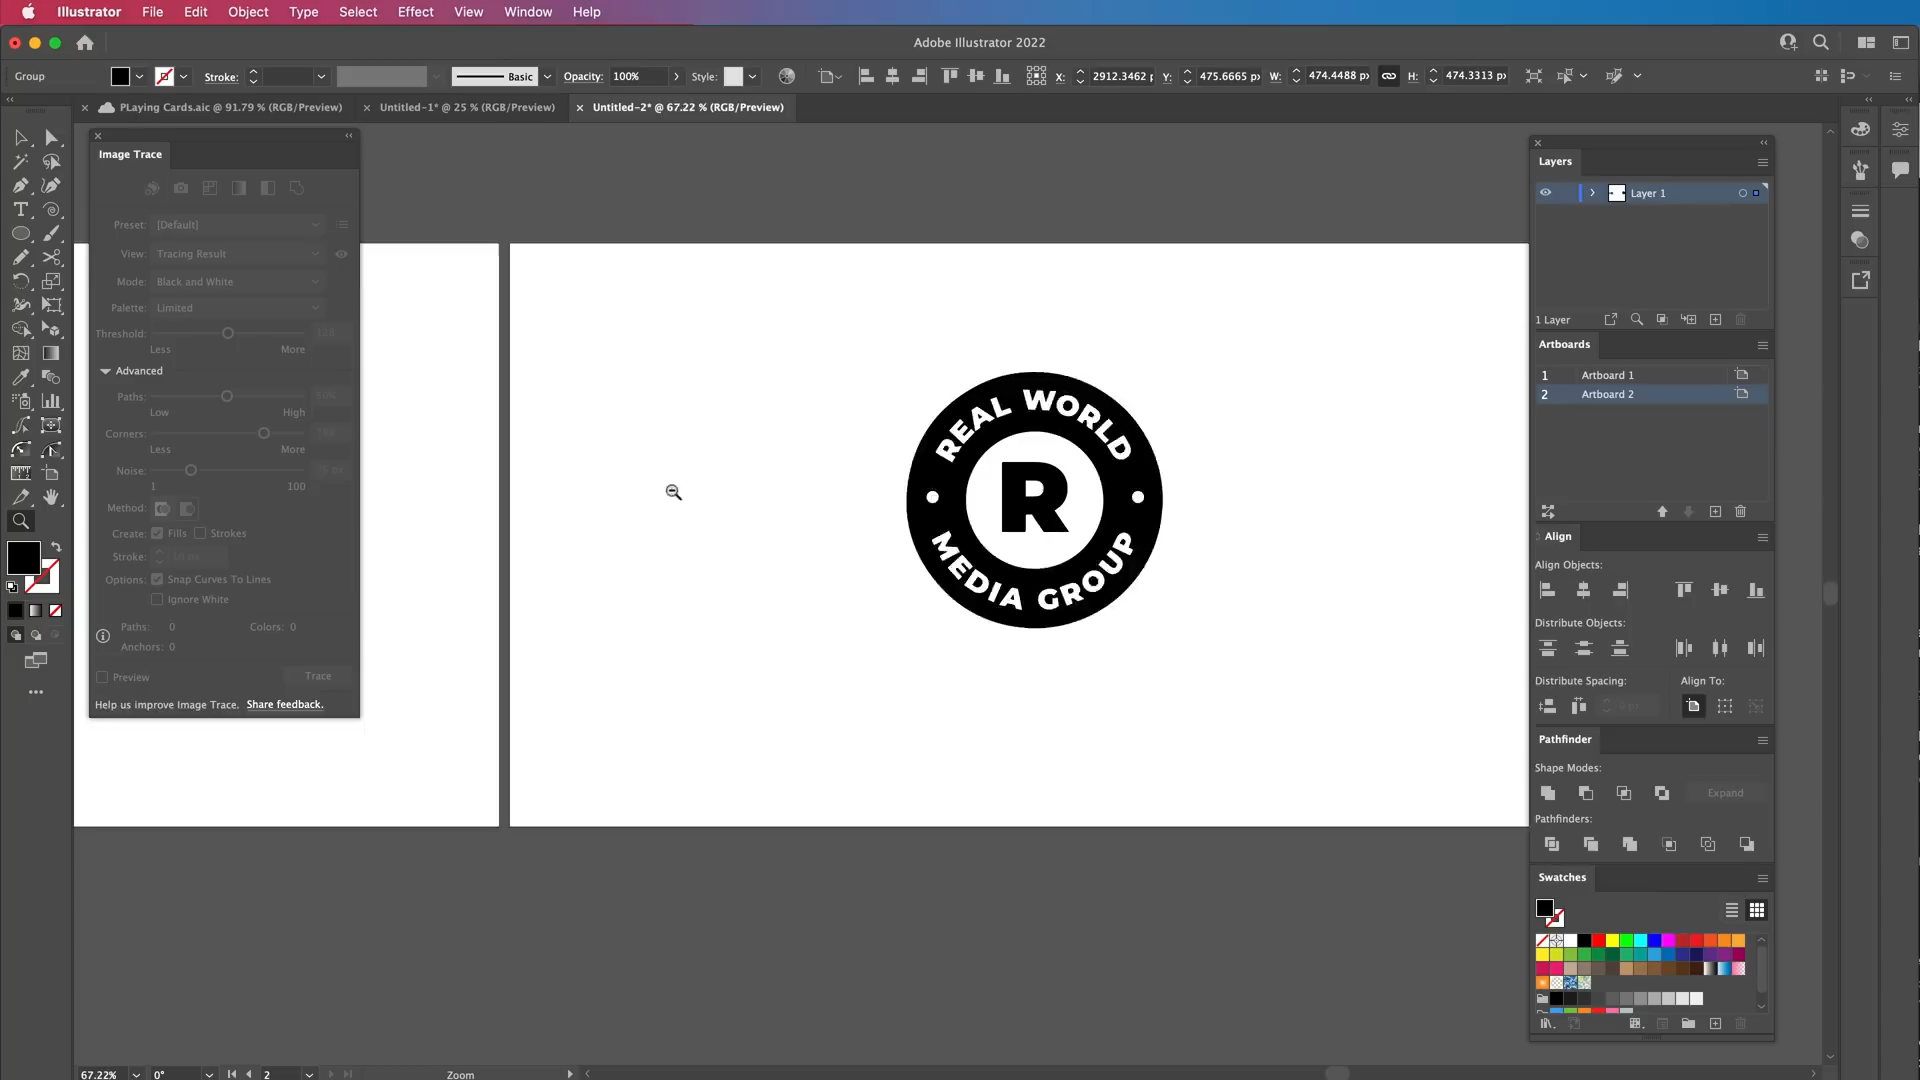 Illustrator File Edit Object Type Select Effect View Window Help
Adobe Illustrator 2022
Group Stroke: Basic Opacity: 100% Style: X: 2912.3462 p Y: 475.6665 px W: 474.4488 p H: 474.3313 px
PLaying Cards.aic @ 91.79 % (RGB/Preview) Untitled-1* @ 25 % (RGB/Preview) Untitled-2* @ 67.22 % (RGB/Preview)
Image Trace
Preset: [Default]
View: Tracing Result
Mode: Black and White
Palette: Limited
Threshold: 128
Less More
Advanced
Paths: 50%
Low High
Corners:
Less More
Noise:
1 100
Method:
Create: Fills Strokes
Stroke: 10 px
Options: Snap Curves To Lines
Ignore White
Paths: 0 Colors: 0
Anchors: 0
Preview Trace
Help us improve Image Trace. Share feedback.
REAL WORLD
R
MEDIA GROUP
Layers
Layer 1
1 Layer
Artboards
1 Artboard 1
2 Artboard 2
Align
Align Objects:
Distribute Objects:
Distribute Spacing: Align To:
0 px
Pathfinder
Shape Modes:
Expand
Pathfinders:
Swatches
67.22% 0° 2 Zoom